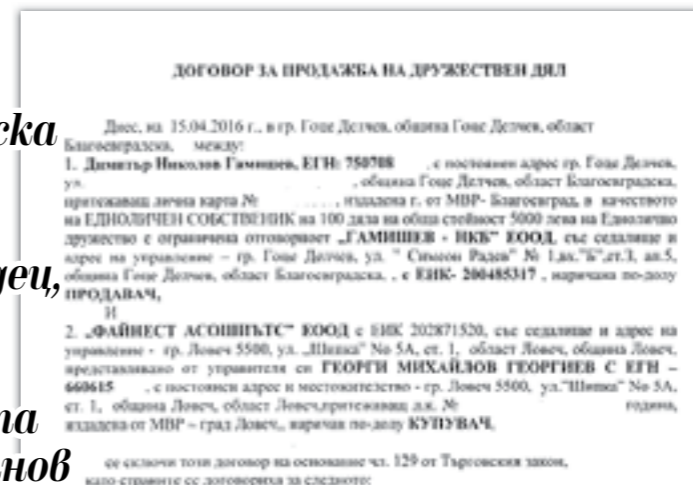 ска
дец,
та
нов
ДОГОВОР ЗА ПРОДАЖБА НА ДРУЖЕСТВЕН ДЯЛ
Днес, на 15.04.2016 г., в гр. Гоце Делчев, община Гоце Делчев, област
Благоевградска, между:
1. Димитър Николов Гамишев, ЕГН: 750708 , с постоянен адрес гр. Гоце Делчев,
ул. , община Гоце Делчев, област Благоевградска,
притежаващ лична карта № , издадена г. от МВР- Благоевград, в качеството
на ЕДНОЛИЧЕН СОБСТВЕНИК на 100 дяла на обща стойност 5000 лева на Еднолично
дружество с ограничена отговорност „ГАМИШЕВ - НКБ" ЕООД, със седалище и
адрес на управление – гр. Гоце Делчев, ул. " Симеон Радев" № 1,вх."Б",ет.3, ап.5,
община Гоце Делчев, област Благоевградска, , с ЕИК- 200485317 , наричана по-долу
ПРОДАВАЧ,
И
2. „ФАЙНЕСТ АСОШИЪТС" ЕООД с ЕИК 202871520, със седалище и адрес на
управление - гр. Ловеч 5500, ул. „Шипка" No 5А, ет. 1, област Ловеч, община Ловеч,
представлявано от управителя си ГЕОРГИ МИХАЙЛОВ ГЕОРГИЕВ С ЕГН –
660615 , с постоянен адрес и местожителство - гр. Ловеч 5500, ул."Шипка" No 5А,
ет. 1, община Ловеч, област Ловеч,притежаващ л.к. № година,
издадена от МВР – град Ловеч,, наричан по-долу КУПУВАЧ,
се сключи този договор на основание чл. 129 от Търговския закон,
като страните се договориха за следното: